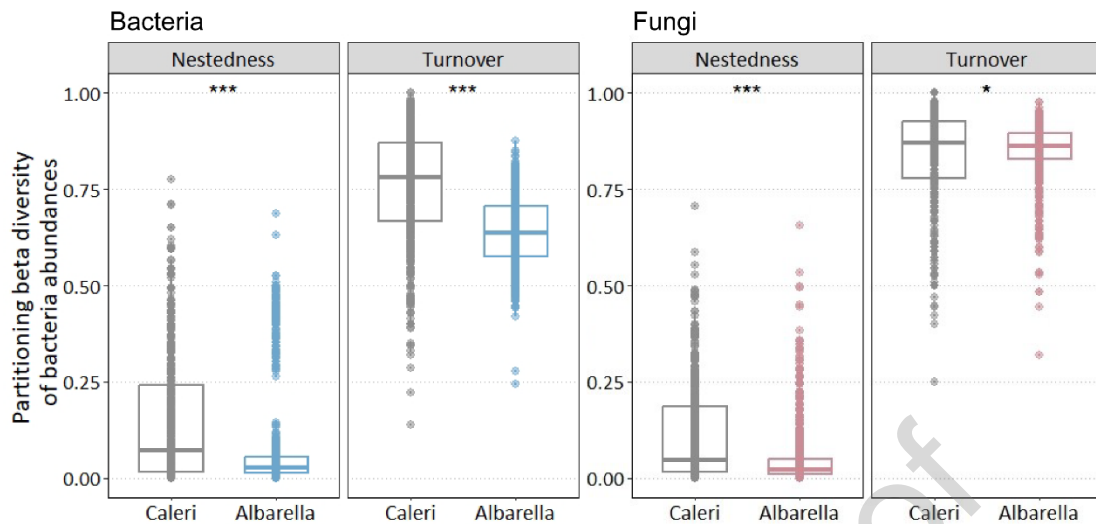 Bacteria
Fungi
Nestedness
Turnover
Nestedness
Turnover
***
***
***
*
Partitioning beta diversity
of bacteria abundances
1.00
0.75
0.50
0.25
0.00
1.00
0.75
0.50
0.25
0.00
Caleri
Albarella
Caleri
Albarella
Caleri
Albarella
Caleri
Albarella